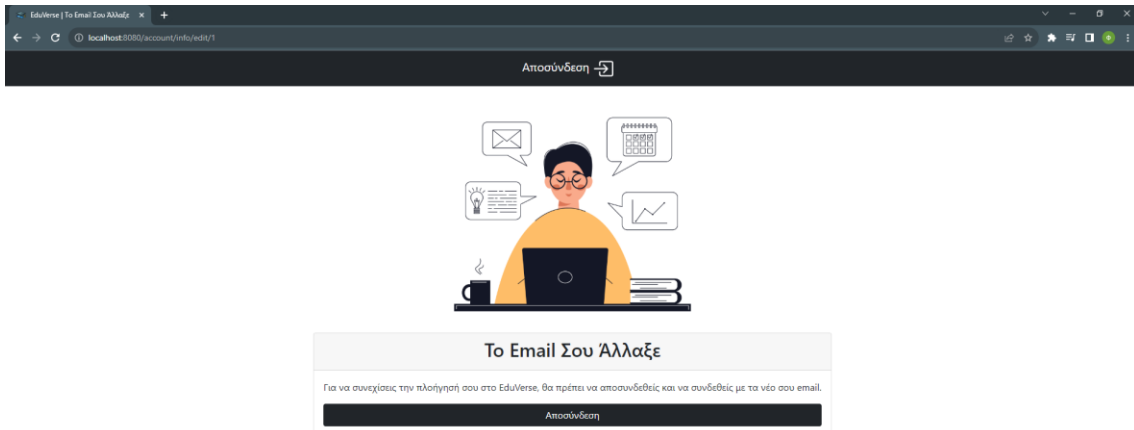 EduVerse | Το Email Σου Άλλαξε
localhost:8080/account/info/edit/1
Αποσύνδεση
Το Email Σου Άλλαξε
Για να συνεχίσεις την πλοήγησή σου στο EduVerse, θα πρέπει να αποσυνδεθείς και να συνδεθείς με τα νέο σου email.
Αποσύνδεση